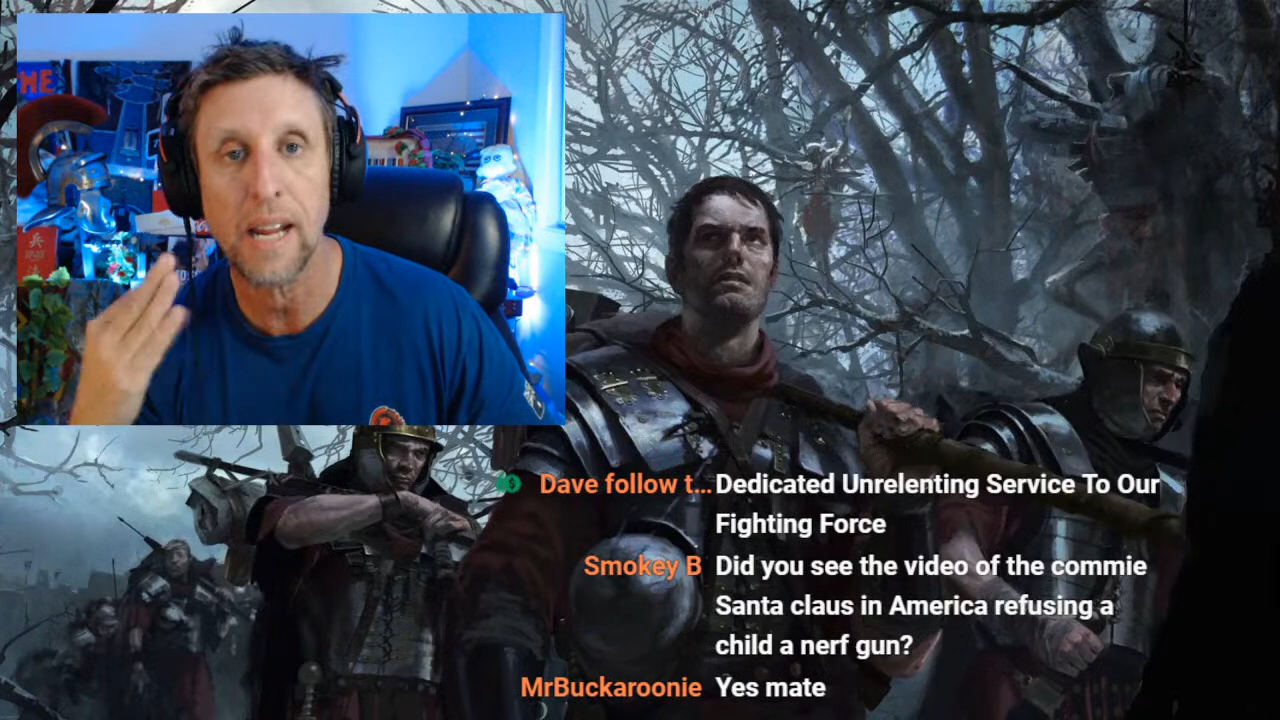 ME
Dave follow t... Dedicated Unrelenting Service To Our
Fighting Force
Smokey B Did you see the video of the commie
Santa claus in America refusing a
child a nerf gun?
MrBuckaroonie Yes mate